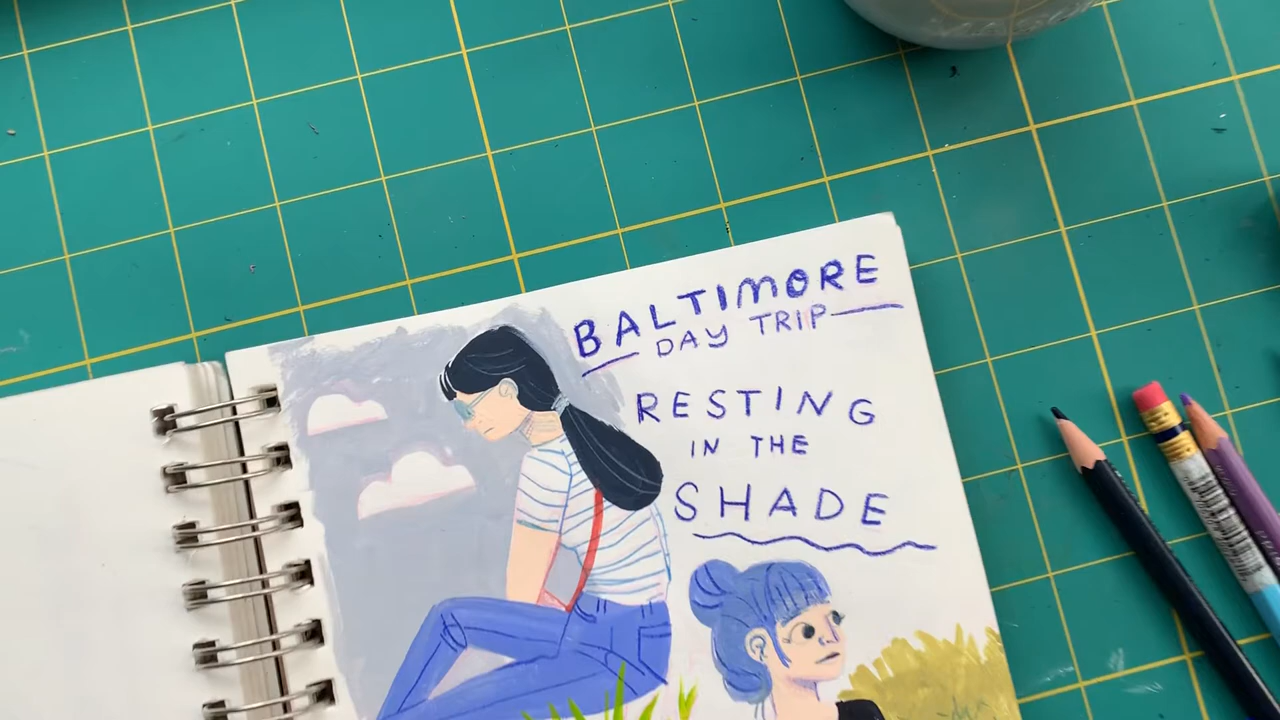 BALTIMORE
DAY TRIP
RESTING
IN THE
SHADE